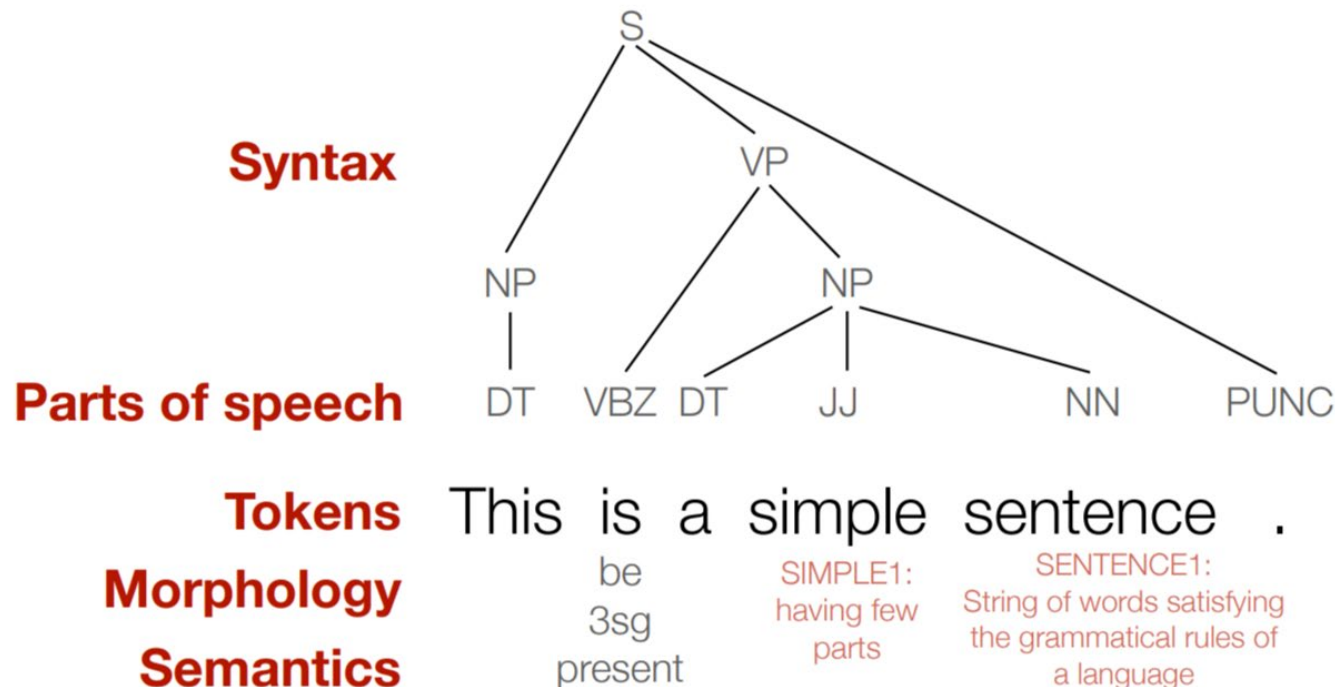 S
Syntax
VP
NP NP
Parts of speech DT VBZ DT JJ NN PUNC
Tokens This is a simple sentence .
Morphology
Semantics
be
3sg
present
SIMPLE1:
having few
parts
SENTENCE1:
String of words satisfying
the grammatical rules of
a language